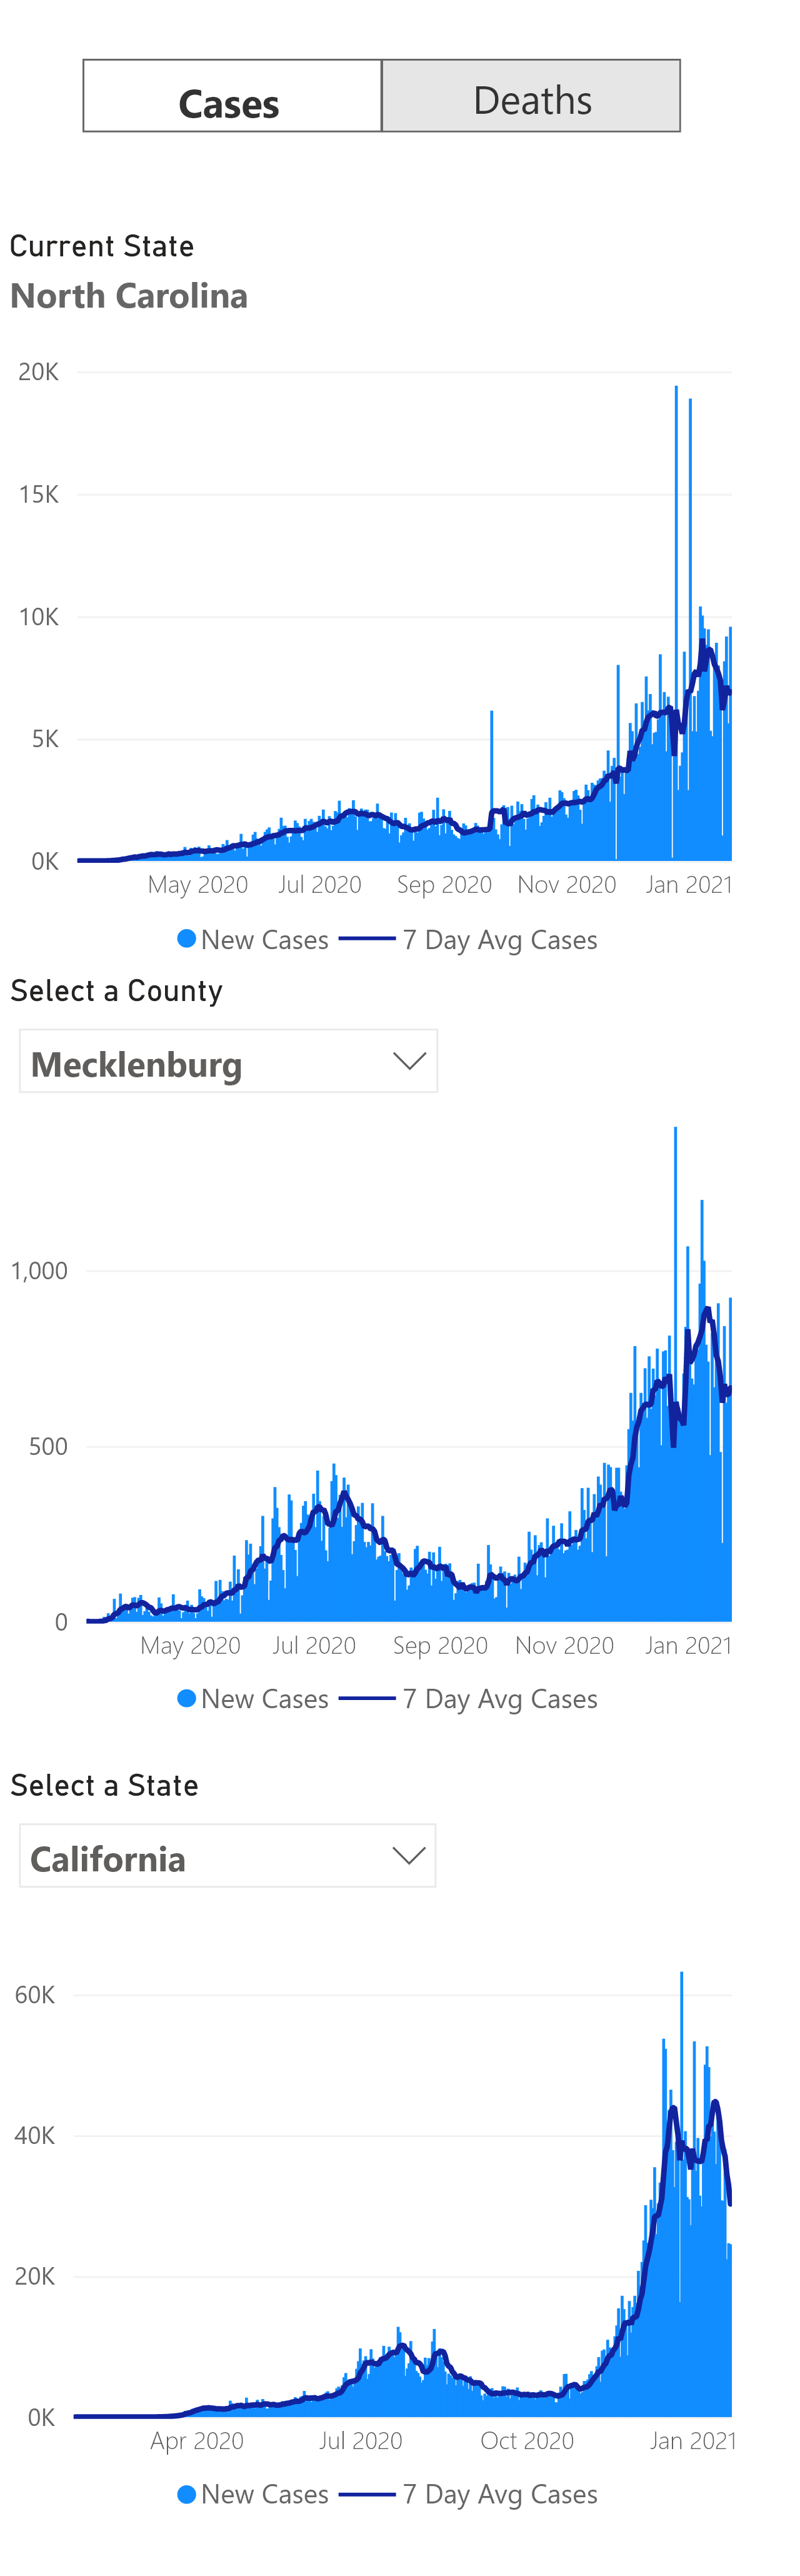 Cases Deaths
Current State
North Carolina
20K
15K
10K
5K
0K
May 2020 Jul 2020 Sep 2020 Nov 2020 Jan 2021
New Cases 7 Day Avg Cases
Select a County
Mecklenburg
1,000
500
0
May 2020 Jul 2020 Sep 2020 Nov 2020 Jan 2021
New Cases 7 Day Avg Cases
Select a State
California
60K
40K
20K
0K
Apr 2020 Jul 2020 Oct 2020 Jan 2021
New Cases 7 Day Avg Cases